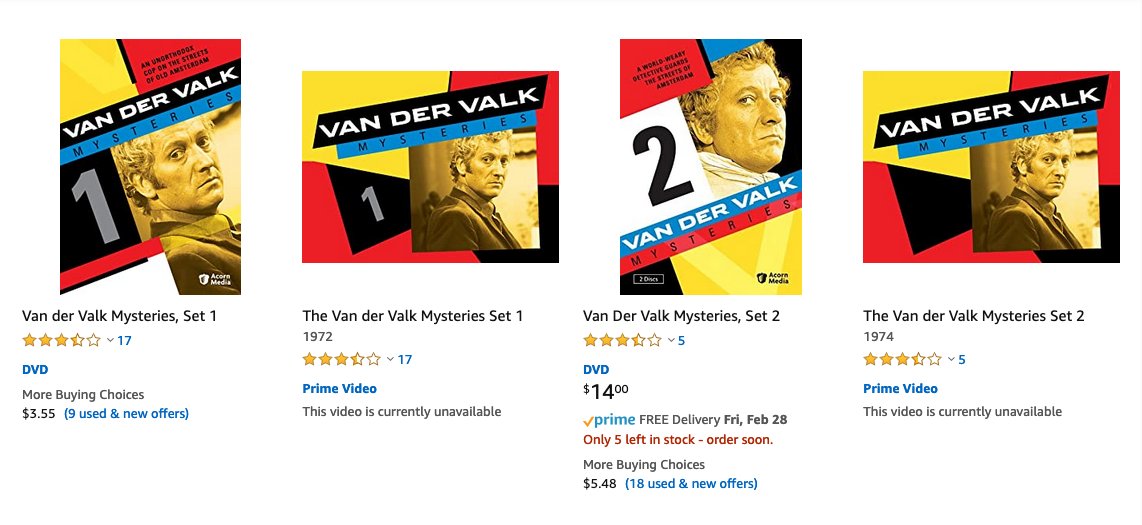 AN UNORTHODOX
COP ON THE STREETS
OF OLD AMSTERDAM
VAN DER VALK
MYSTERIES
1
Acorn
Media
Van der Valk Mysteries, Set 1
17
DVD
More Buying Choices
$3.55 (9 used & new offers)
VAN DER VALK
MYSTERIES
1
The Van der Valk Mysteries Set 1
1972
17
Prime Video
This video is currently unavailable
A WORLD-WEARY
DETECTIVE GUARDS
THE STREETS OF
AMSTERDAM
2
VAN DER VALK
MYSTERIES
2 Discs
Acorn
Media
Van Der Valk Mysteries, Set 2
5
DVD
$1400
prime FREE Delivery Fri, Feb 28
Only 5 left in stock - order soon.
More Buying Choices
$5.48 (18 used & new offers)
VAN DER VALK
MYSTERIES
The Van der Valk Mysteries Set 2
1974
5
Prime Video
This video is currently unavailable